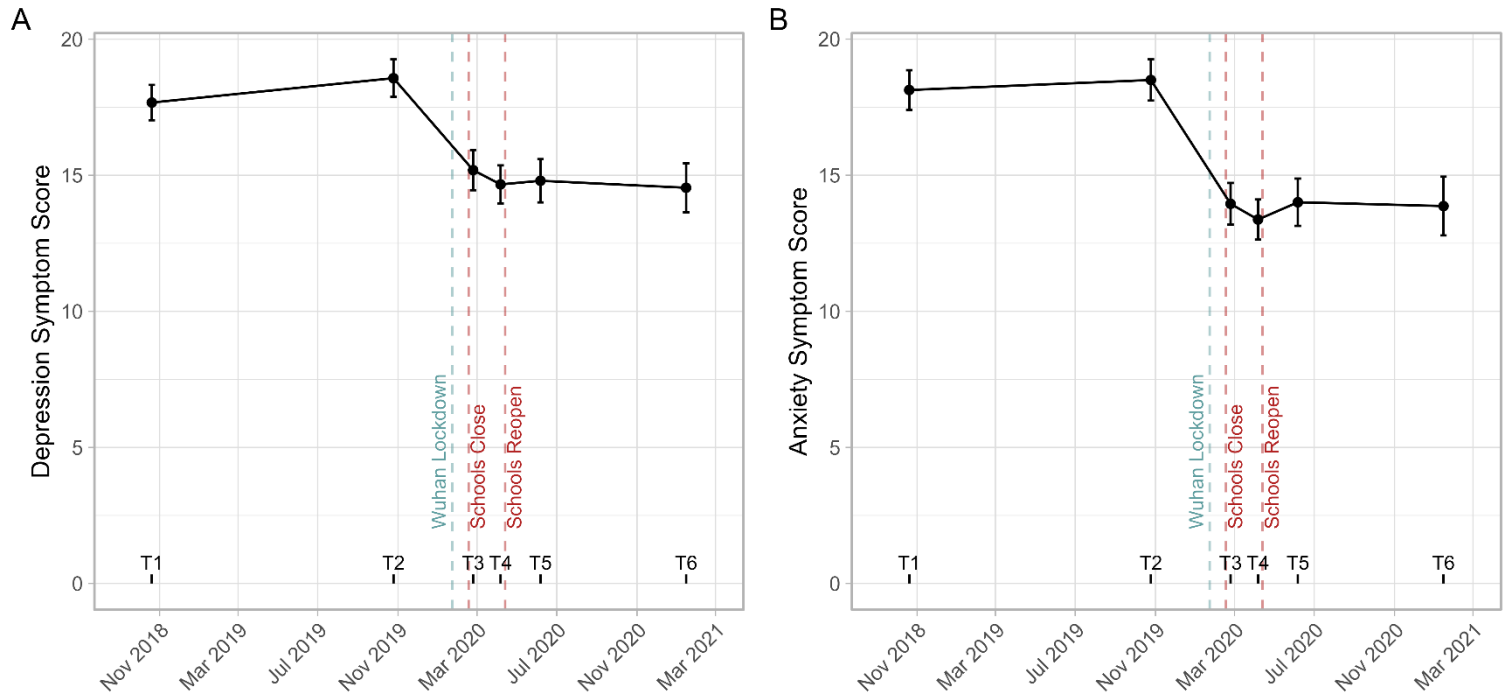 A
Depression Symptom Score
20
15
10
5
0
Wuhan Lockdown
Schools Close
Schools Reopen
T1 T2 T3 T4 T5 T6
Nov 2018 Mar 2019 Jul 2019 Nov 2019 Mar 2020 Jul 2020 Nov 2020 Mar 2021
B
Anxiety Symptom Score
20
15
10
5
0
Wuhan Lockdown
Schools Close
Schools Reopen
T1 T2 T3 T4 T5 T6
Nov 2018 Mar 2019 Jul 2019 Nov 2019 Mar 2020 Jul 2020 Nov 2020 Mar 2021